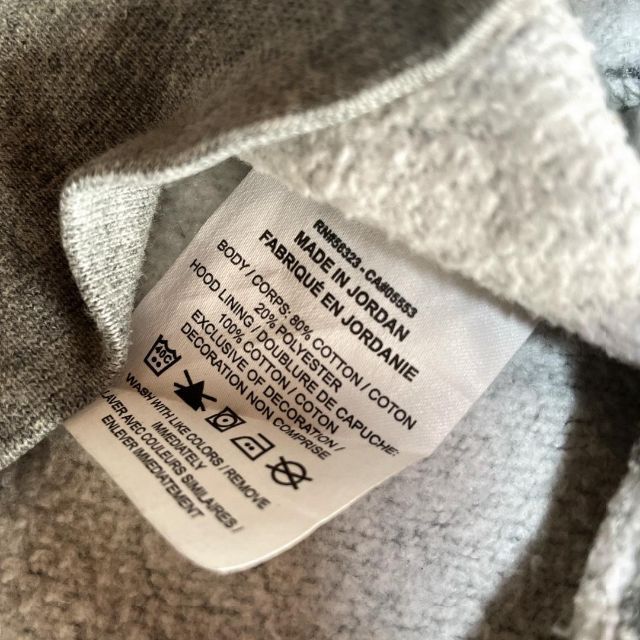 RN#56323 - CA#05553
MADE IN JORDAN
FABRIQUÉ EN JORDANIE
BODY / CORPS: 80% COTTON / COTON
20% POLYESTER
HOOD LINING / DOUBLURE DE CAPUCHE:
100% COTTON / COTON
EXCLUSIVE OF DECORATION /
DECORATION NON COMPRISE
WASH WITH LIKE COLORS / REMOVE
IMMEDIATELY
LAVER AVEC COULEURS SIMILAIRES /
ENLEVER IMMÉDIATEMENT